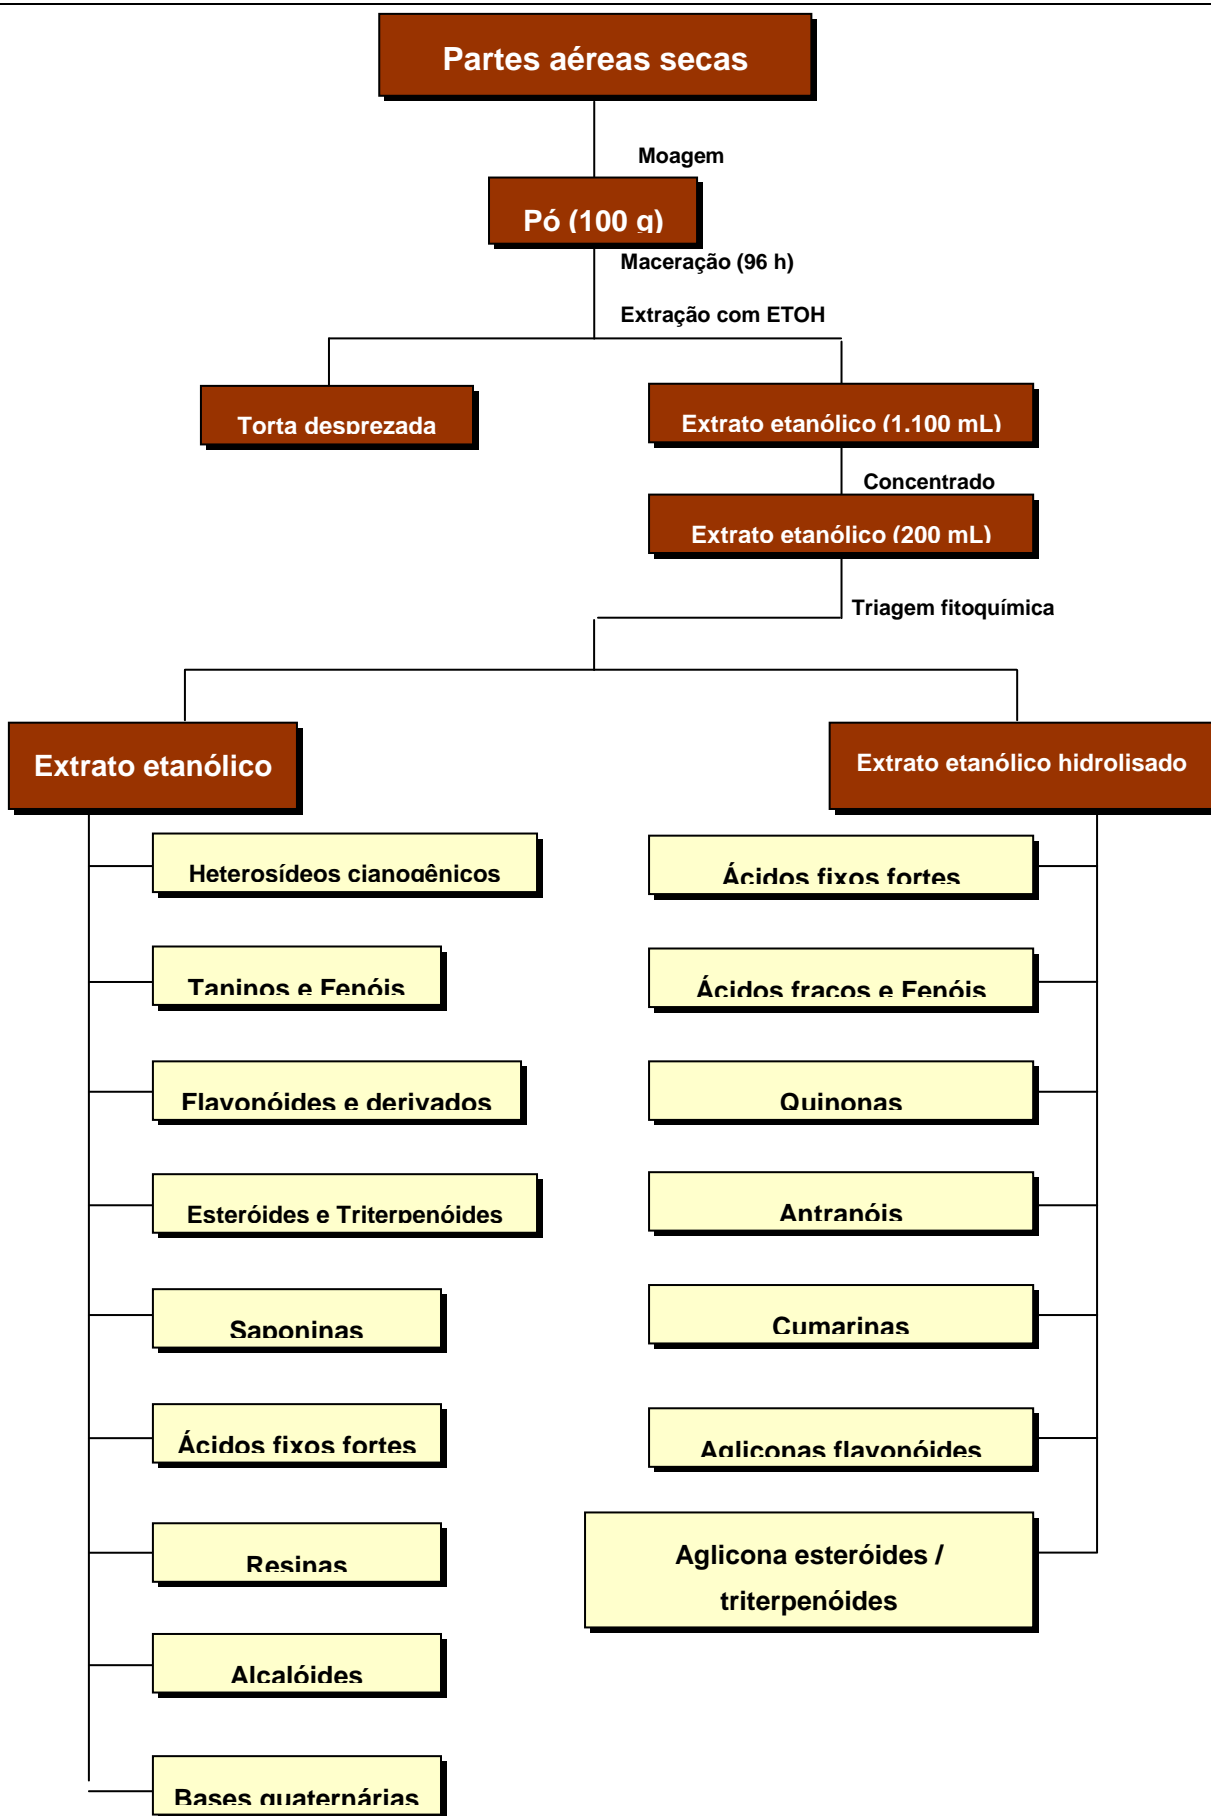 Partes aéreas secas
Moagem
Pó (100 g)
Maceração (96 h)
Extração com ETOH
Torta desprezada
Extrato etanólico (1.100 mL)
Concentrado
Extrato etanólico (200 mL)
Triagem fitoquímica
Extrato etanólico
Extrato etanólico hidrolisado
Heterosídeos cianogênicos
Taninos e Fenóis
Flavonóides e derivados
Esteróides e Triterpenóides
Saponinas
Ácidos fixos fortes
Resinas
Alcalóides
Bases quaternárias
Ácidos fixos fortes
Ácidos fracos e Fenóis
Quinonas
Antranóis
Cumarinas
Agliconas flavonóides
Aglicona esteróides /
triterpenóides